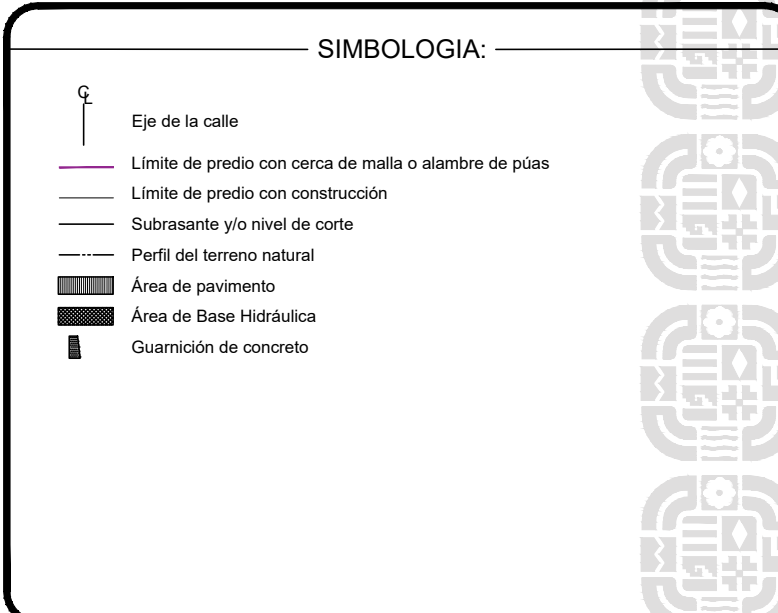 SIMBOLOGIA:
℄
Eje de la calle
Límite de predio con cerca de malla o alambre de púas
Límite de predio con construcción
Subrasante y/o nivel de corte
Perfil del terreno natural
Área de pavimento
Área de Base Hidráulica
Guarnición de concreto